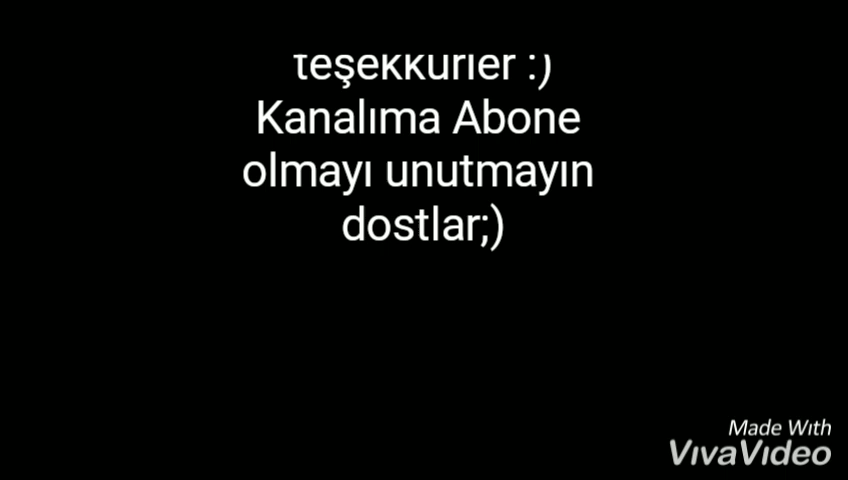 teşekkürler :)
Kanalıma Abone
olmayı unutmayın
dostlar;)
Made With
VivaVideo